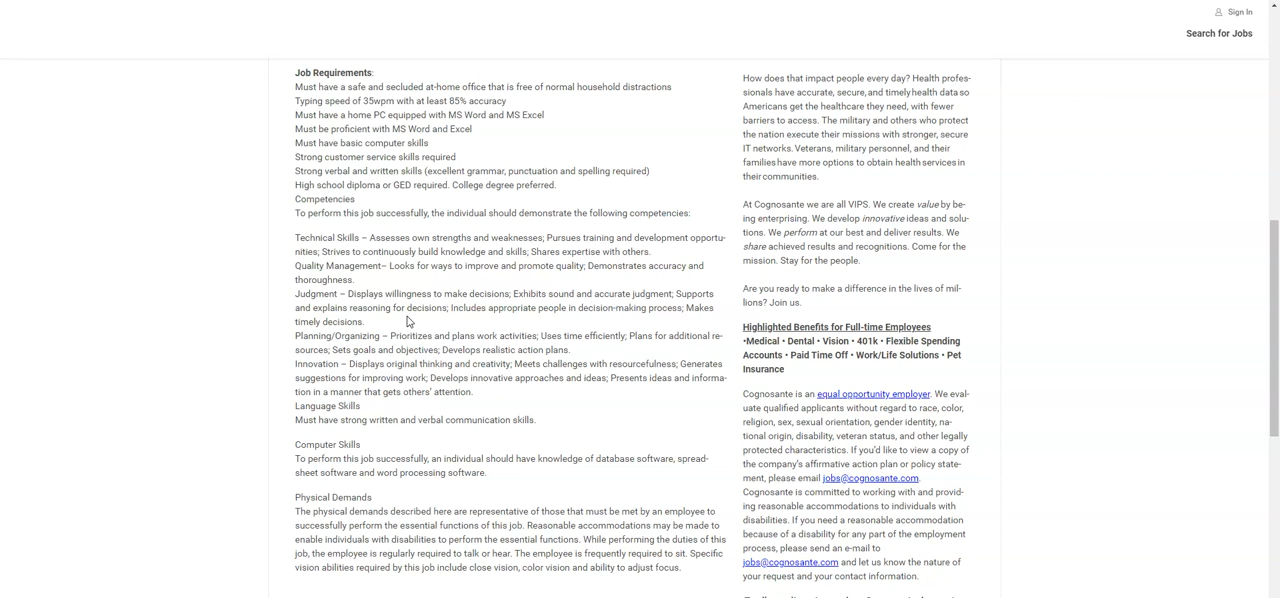 Sign In
Search for Jobs
Job Requirements:
Must have a safe and secluded at-home office that is free of normal household distractions
Typing speed of 35wpm with at least 85% accuracy
Must have a home PC equipped with MS Word and MS Excel
Must be proficient with MS Word and Excel
Must have basic computer skills
Strong customer service skills required
Strong verbal and written skills (excellent grammar, punctuation and spelling required)
High school diploma or GED required. College degree preferred.
Competencies
To perform this job successfully, the individual should demonstrate the following competencies:
Technical Skills – Assesses own strengths and weaknesses; Pursues training and development opportu-
nities; Strives to continuously build knowledge and skills; Shares expertise with others.
Quality Management– Looks for ways to improve and promote quality; Demonstrates accuracy and
thoroughness.
Judgment – Displays willingness to make decisions; Exhibits sound and accurate judgment; Supports
and explains reasoning for decisions; Includes appropriate people in decision-making process; Makes
timely decisions.
Planning/Organizing – Prioritizes and plans work activities; Uses time efficiently; Plans for additional re-
sources; Sets goals and objectives; Develops realistic action plans.
Innovation – Displays original thinking and creativity; Meets challenges with resourcefulness; Generates
suggestions for improving work; Develops innovative approaches and ideas; Presents ideas and informa-
tion in a manner that gets others' attention.
Language Skills
Must have strong written and verbal communication skills.
Computer Skills
To perform this job successfully, an individual should have knowledge of database software, spread-
sheet software and word processing software.
Physical Demands
The physical demands described here are representative of those that must be met by an employee to
successfully perform the essential functions of this job. Reasonable accommodations may be made to
enable individuals with disabilities to perform the essential functions. While performing the duties of this
job, the employee is regularly required to talk or hear. The employee is frequently required to sit. Specific
vision abilities required by this job include close vision, color vision and ability to adjust focus.
How does that impact people every day? Health profes-
sionals have accurate, secure, and timely health data so
Americans get the healthcare they need, with fewer
barriers to access. The military and others who protect
the nation execute their missions with stronger, secure
IT networks. Veterans, military personnel, and their
families have more options to obtain health services in
their communities.
At Cognosante we are all VIPS. We create value by be-
ing enterprising. We develop innovative ideas and solu-
tions. We perform at our best and deliver results. We
share achieved results and recognitions. Come for the
mission. Stay for the people.
Are you ready to make a difference in the lives of mil-
lions? Join us.
Highlighted Benefits for Full-time Employees
•Medical • Dental • Vision • 401k • Flexible Spending
Accounts • Paid Time Off • Work/Life Solutions • Pet
Insurance
Cognosante is an equal opportunity employer. We eval-
uate qualified applicants without regard to race, color,
religion, sex, sexual orientation, gender identity, na-
tional origin, disability, veteran status, and other legally
protected characteristics. If you'd like to view a copy of
the company's affirmative action plan or policy state-
ment, please email jobs@cognosante.com.
Cognosante is committed to working with and provid-
ing reasonable accommodations to individuals with
disabilities. If you need a reasonable accommodation
because of a disability for any part of the employment
process, please send an e-mail to
jobs@cognosante.com and let us know the nature of
your request and your contact information.